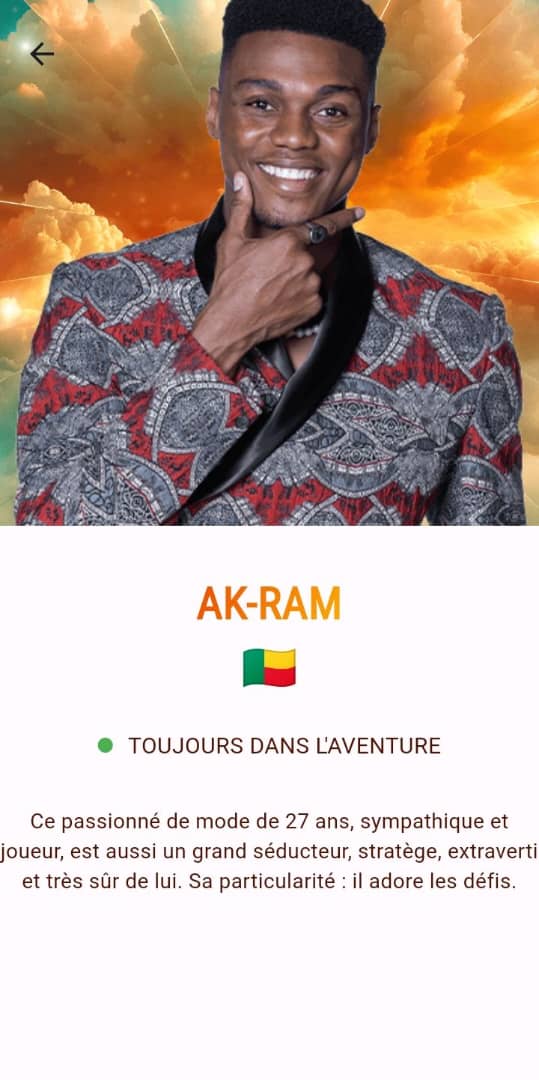 AK-RAM
TOUJOURS DANS L'AVENTURE
Ce passionné de mode de 27 ans, sympathique et
joueur, est aussi un grand séducteur, stratège, extraverti
et très sûr de lui. Sa particularité : il adore les défis.